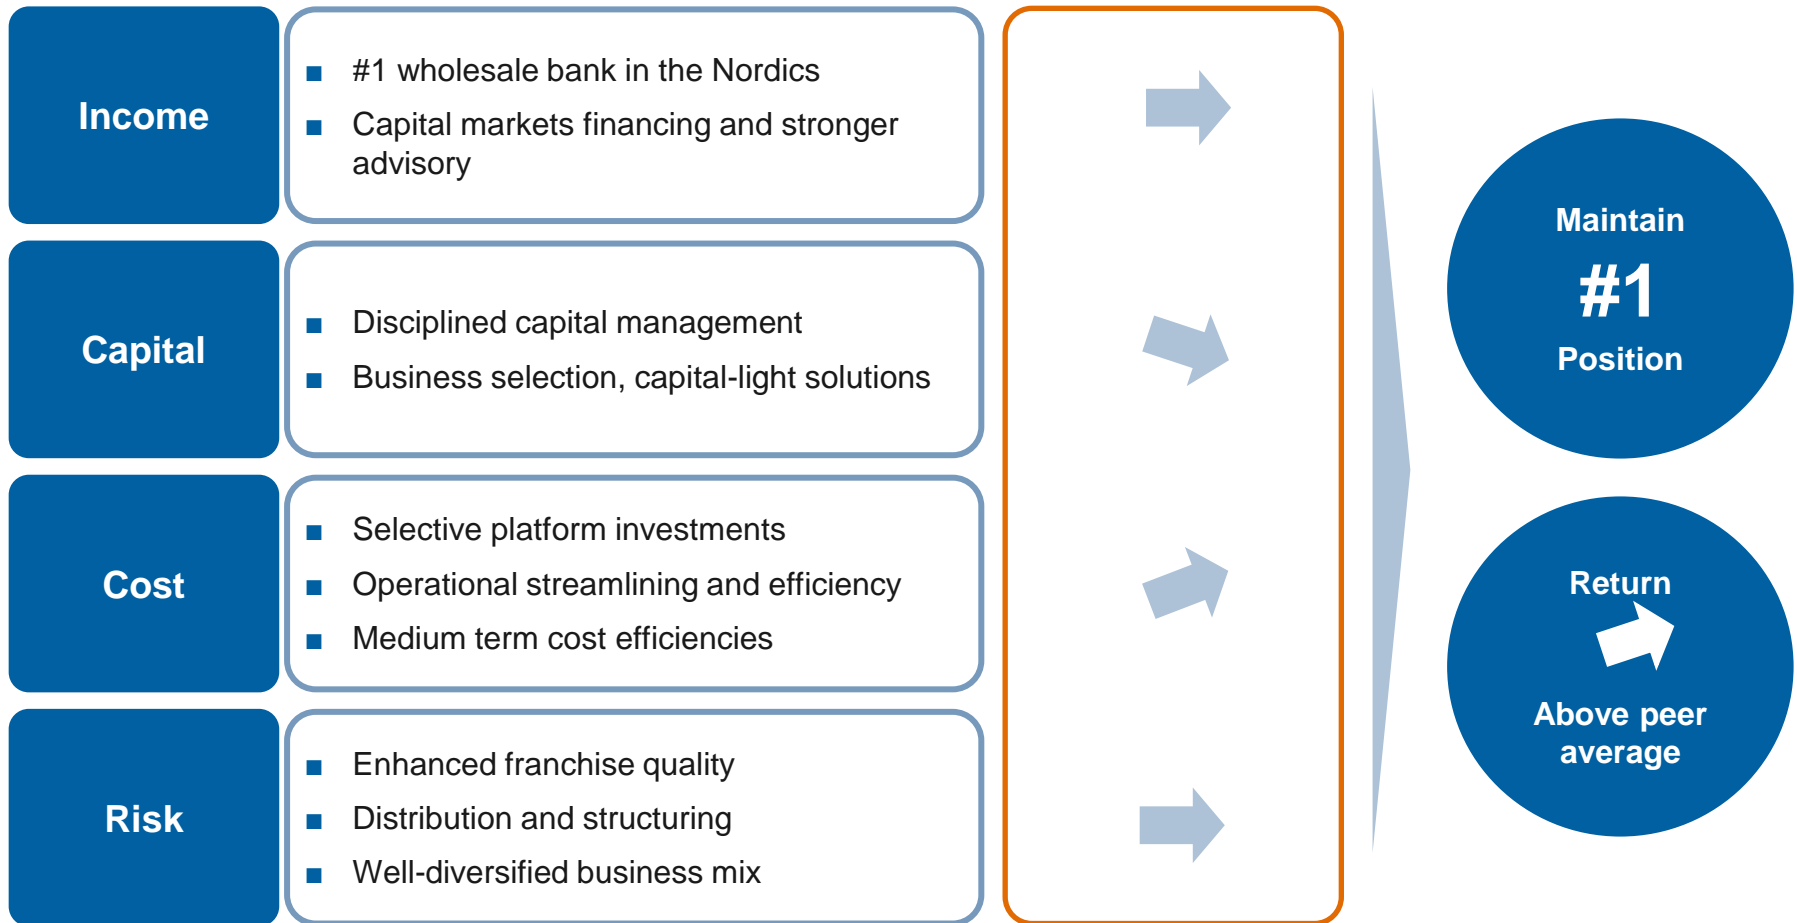 Income
#1 wholesale bank in the Nordics
Capital markets financing and stronger
advisory
Capital
Disciplined capital management
Business selection, capital-light solutions
Cost
Selective platform investments
Operational streamlining and efficiency
Medium term cost efficiencies
Risk
Enhanced franchise quality
Distribution and structuring
Well-diversified business mix
Maintain
#1
Position
Return
Above peer
average